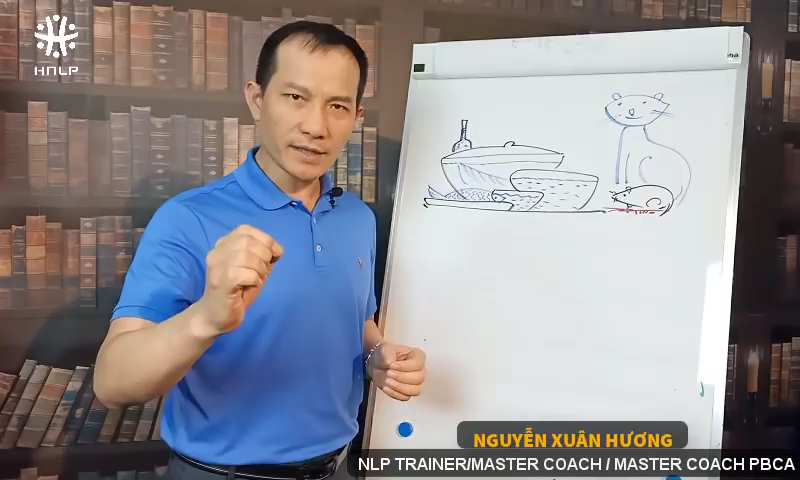 HNLP
NGUYỄN XUÂN HƯƠNG
NLP TRAINER/MASTER COACH / MASTER COACH PBCA